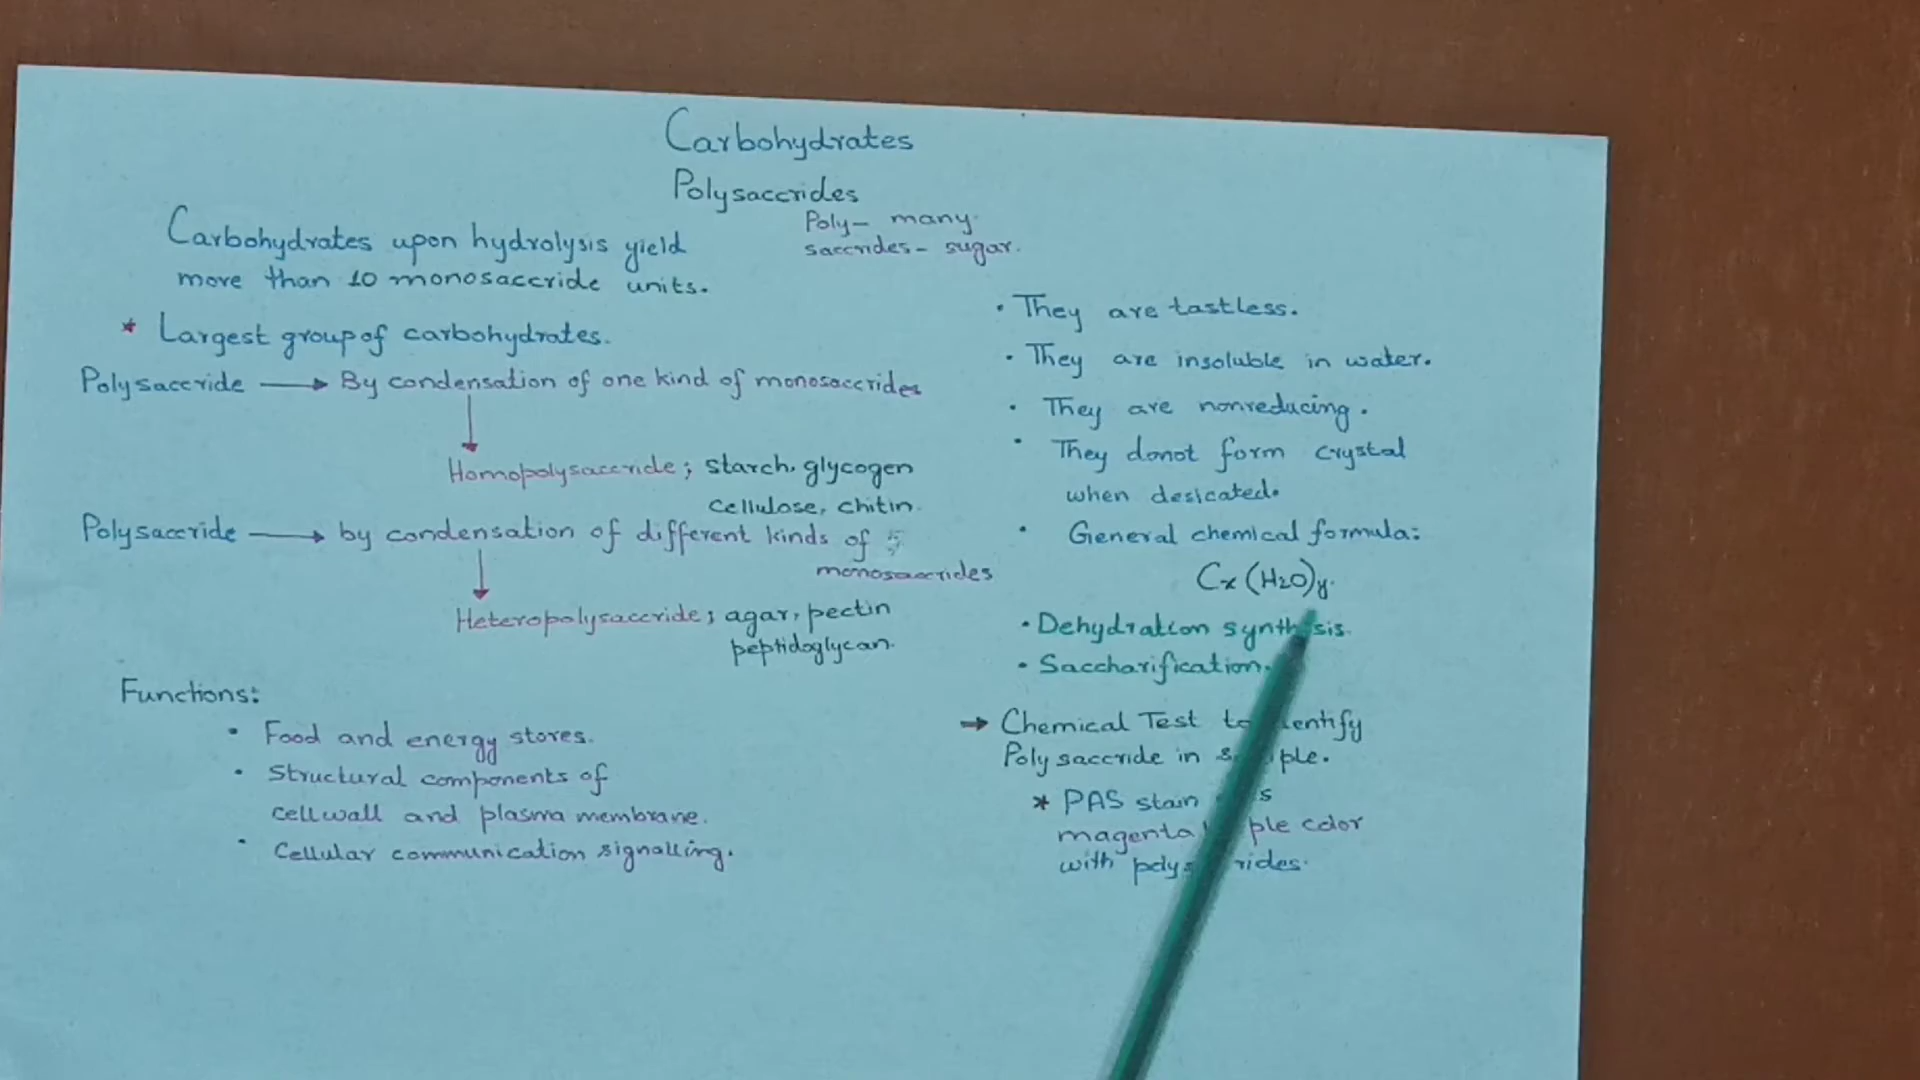 Carbohydrates
Polysaccrides
Poly- many
saccrides- sugar.
Carbohydrates upon hydrolysis yield
more than 10 monosaccride units.
* Largest group of carbohydrates.
Polysaccride → By condensation of one kind of monosaccrides
Homopolysaccride; starch, glycogen
cellulose, chitin.
Polysaccride → by condensation of different kinds of
monosaccrides
Heteropolysaccride; agar, pectin
peptidoglycan.
Functions:
• Food and energy stores.
• Structural components of
cellwall and plasma membrane.
• Cellular communication signalling.
• They are tastless.
• They are insoluble in water.
• They are nonreducing.
• They donot form crystal
when desicated.
• General chemical formula:
Cx (H2O)y.
• Dehydration synthesis.
• Saccharification.
→ Chemical Test to
Polysaccride in
* PAS stain
magenta color
with